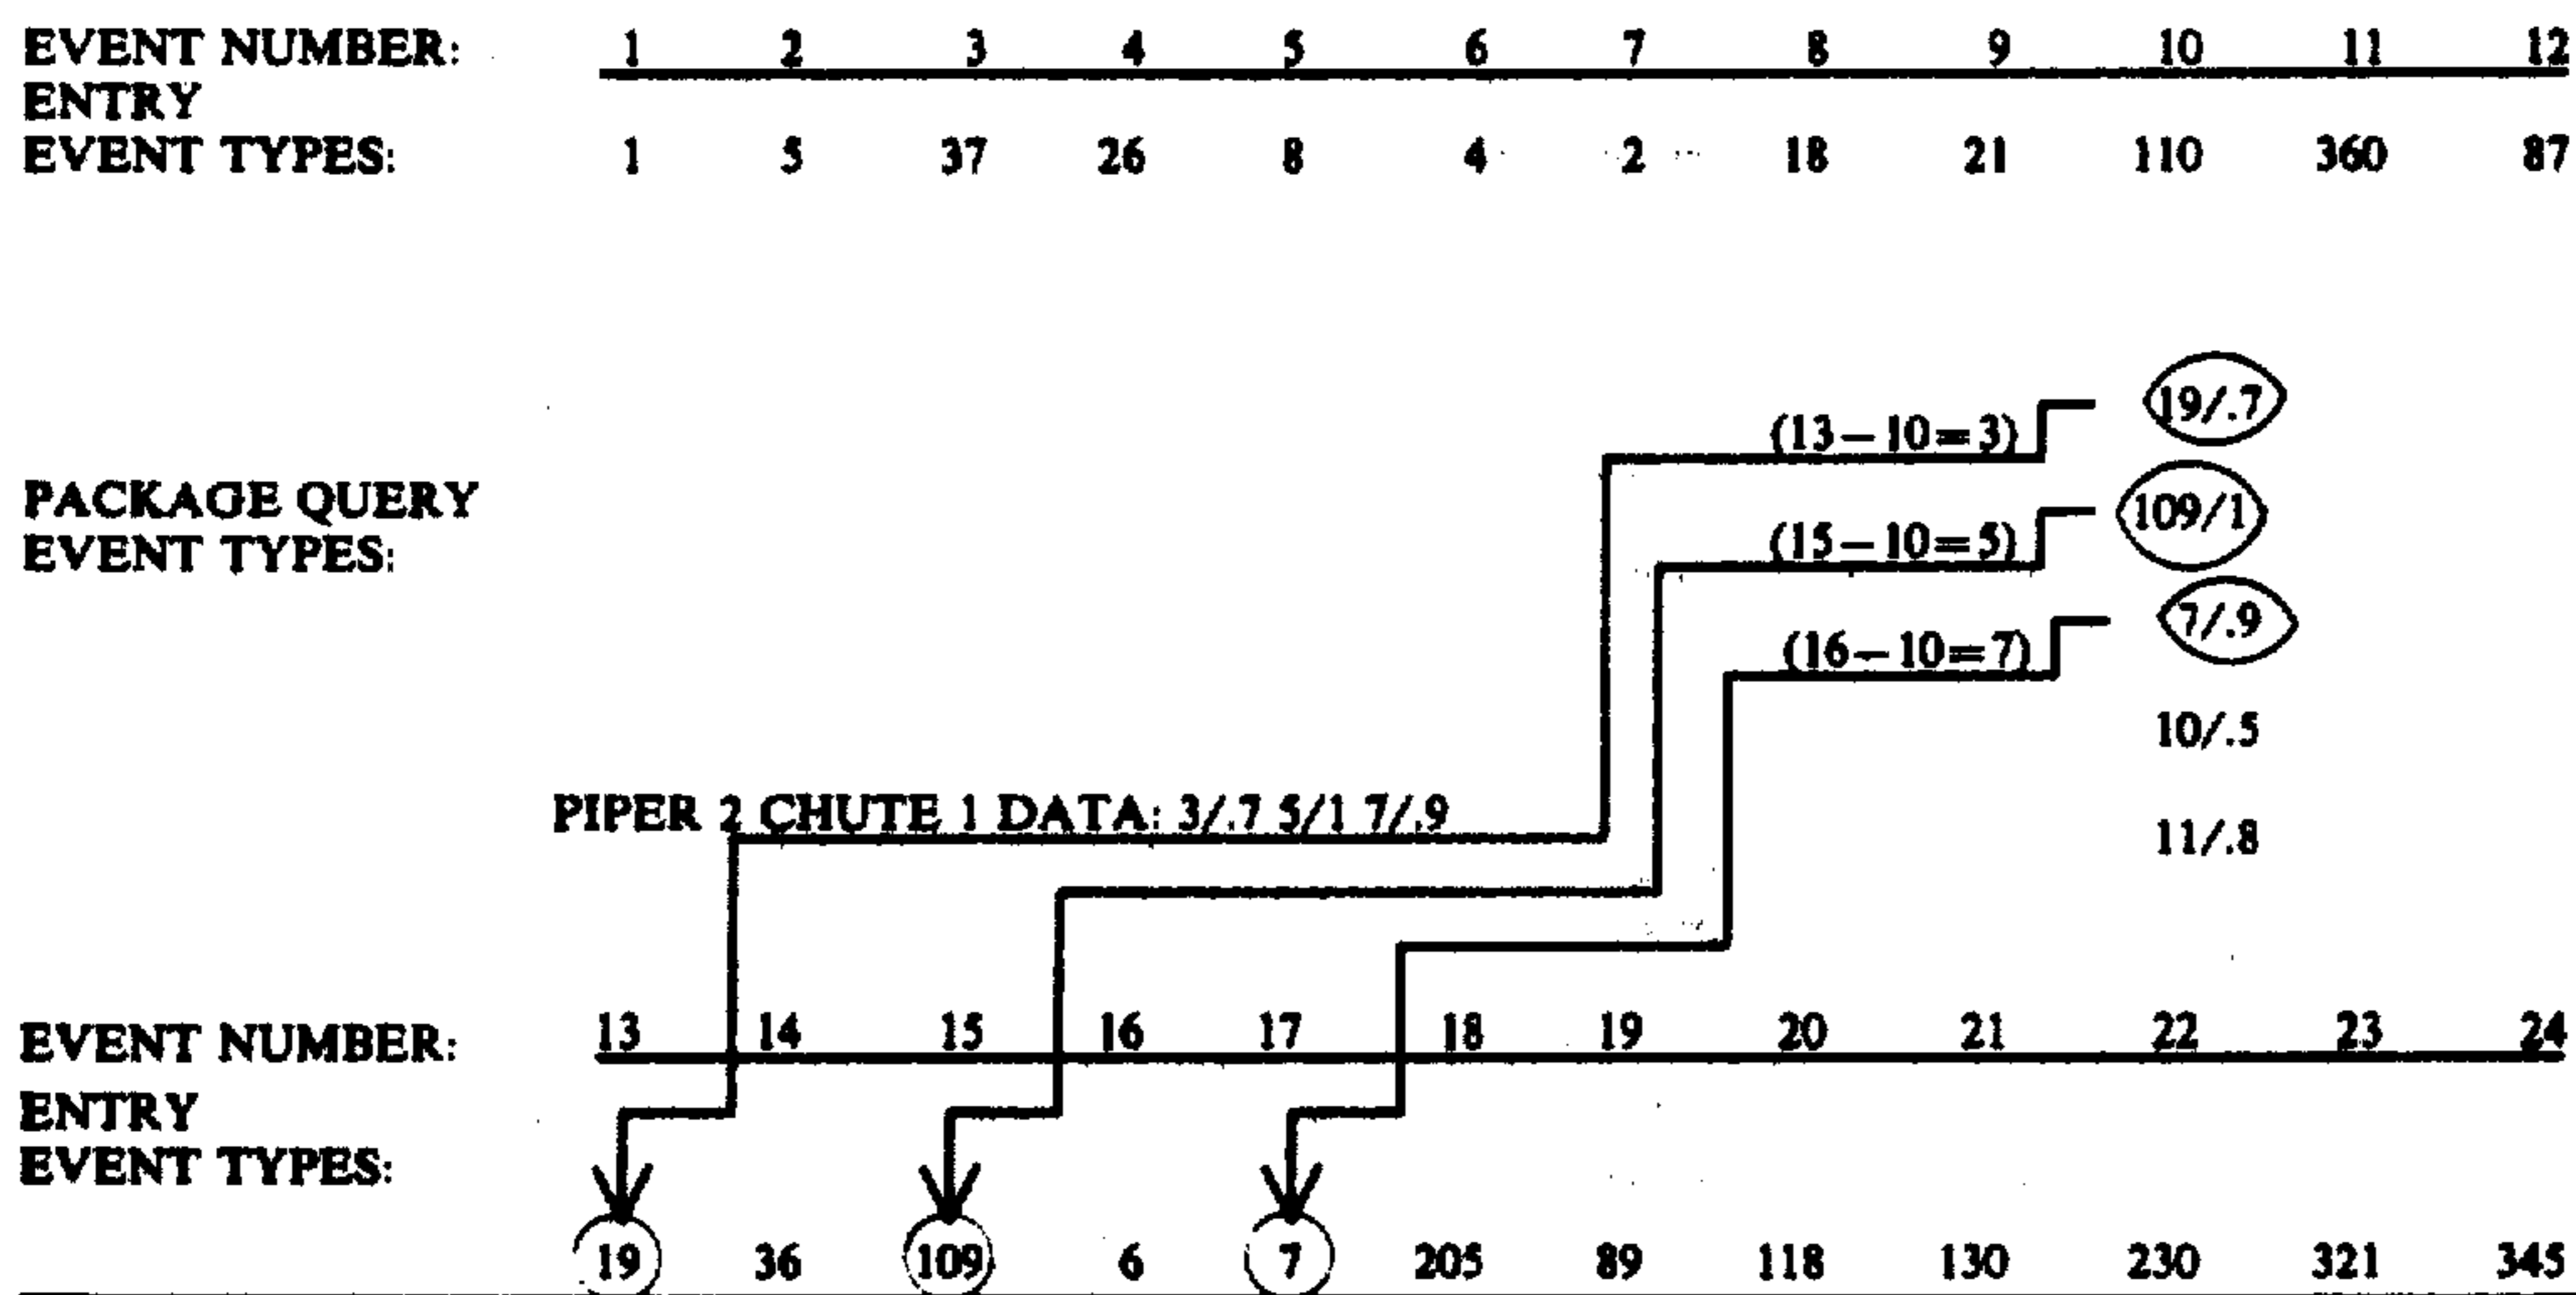 EVENT NUMBER: 1 2 3 4 5 6 7 8 9 10 11 12
ENTRY
EVENT TYPES: 1 5 37 26 8 4 2 18 21 110 360 87
19/.7
(13-10=3)
PACKAGE QUERY
109/1
EVENT TYPES:
(15-10=5)
7/.9
(16-10=7)
10/.5
PIPER 2 CHUTE 1 DATA: 3/.7 5/1 7/.9
11/.8
EVENT NUMBER: 13 14 15 16 17 18 19 20 21 22 23 24
ENTRY
EVENT TYPES:
19 36 109 6 7 205 89 118 130 230 321 345